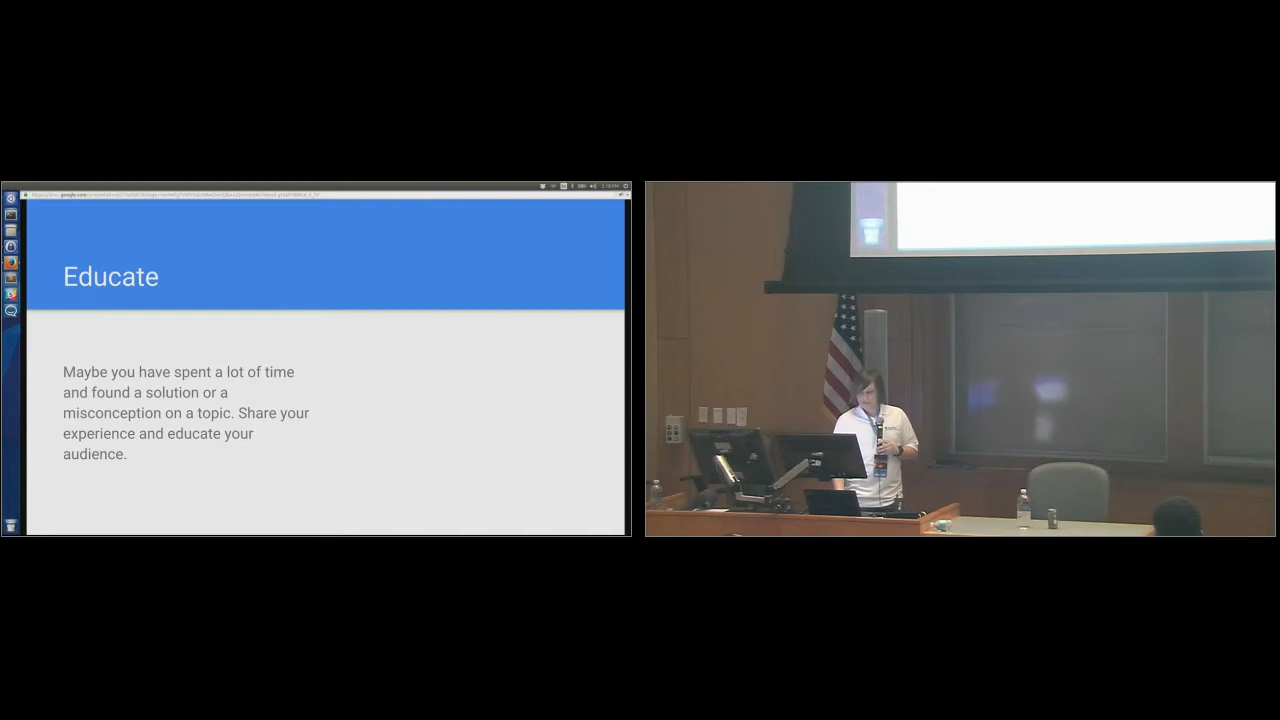 Educate
Maybe you have spent a lot of time
and found a solution or a
misconception on a topic. Share your
experience and educate your
audience.